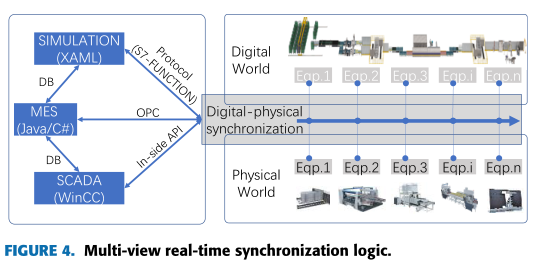 SIMULATION
(XAML)
Protocol
(S7-FUNCTION)
DB
MES
(Java/C#)
OPC
DB
In-side API
SCADA
(WinCC)
Digital
World
Eqp.1 Eqp.2 Eqp.3 Eqp.i Eqp.n
Digital-physical
synchronization
Eqp.1 Eqp.2 Eqp.3 Eqp.i Eqp.n
Physical
World
FIGURE 4. Multi-view real-time synchronization logic.